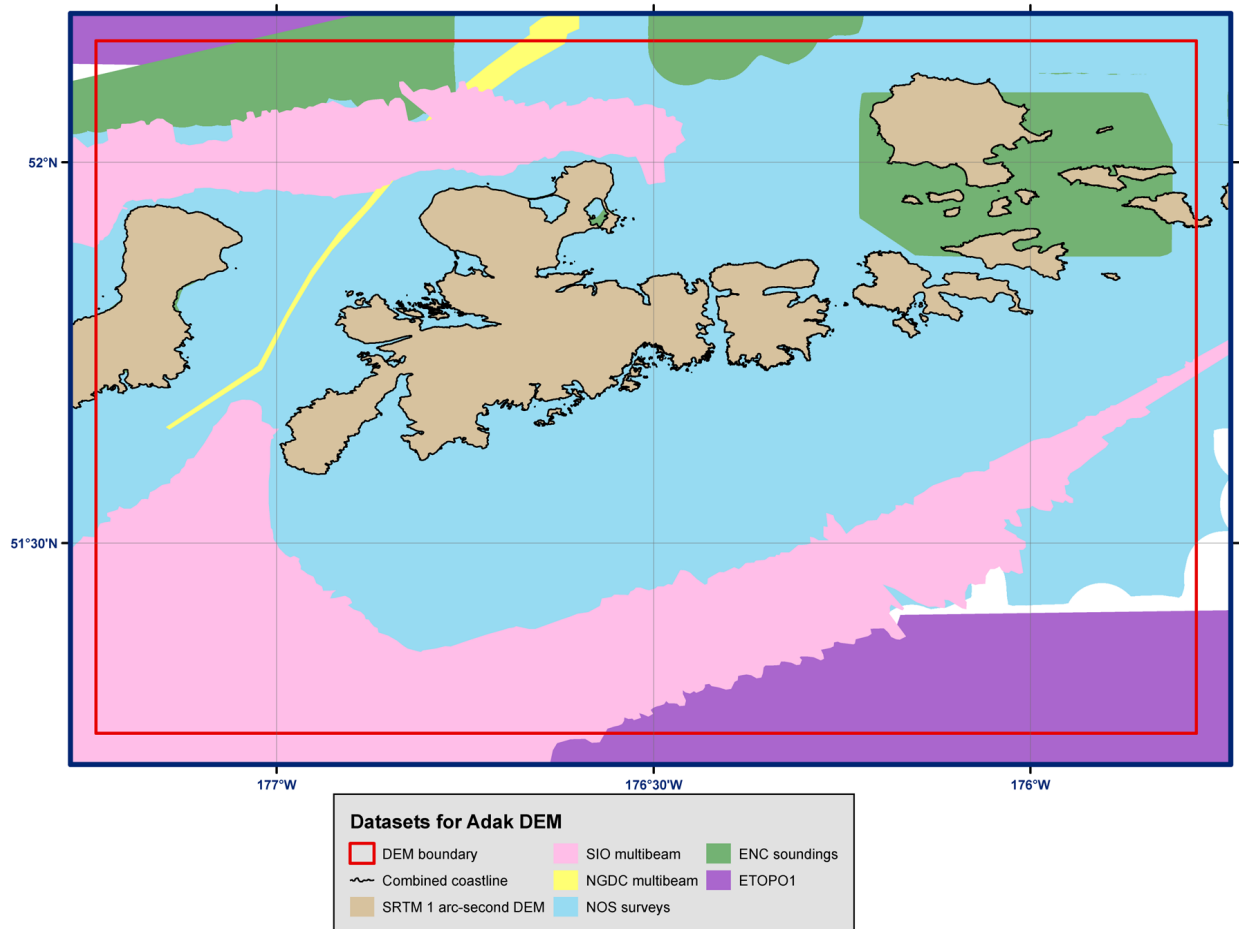 52°N
51°30'N
177°W
176°30'W
176°W
Datasets for Adak DEM
DEM boundary
SIO multibeam
ENC soundings
Combined coastline
NGDC multibeam
ETOPO1
SRTM 1 arc-second DEM
NOS surveys